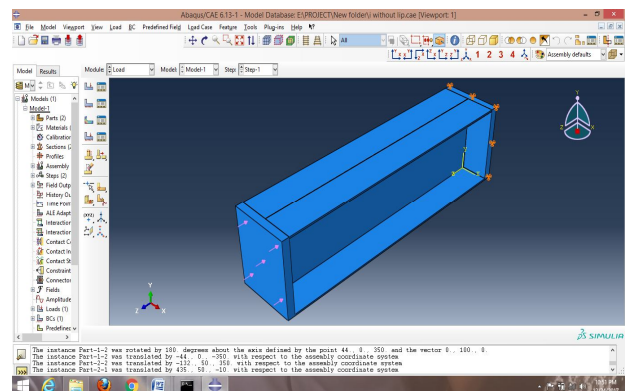 Abaqus/CAE 6.13-1 - Model Database: E:\PROJECT\New folder\ without lip.cae [Viewport: 1]
File Model Viewport View Load BC Predefined Field Load Case Feature Tools Plug-ins Help
All
1 2 3 4 Assembly defaults
Model Results Module: Load Model: Model-1 Step: Step-1
Models (1)
Model-1
Parts (2)
Materials (
Calibration
Sections (2
Profiles
Assembly
Steps (2)
Field Outp
History Ou
Time Poin
ALE Adapt
Interaction
Interaction
Contact Co
Contact In
Contact St
Constraint
Connector
Fields
Amplitude
Loads (1)
BCs (1)
Predefined
Y
X
Z
Y
Z
X
Y
Z
X
SIMULIA
The instance Part-1-2 was rotated by 180. degrees about the axis defined by the point 44., 0., 350. and the vector 0., 100., 0.
The instance Part-1-2 was translated by -44., 0., -350. with respect to the assembly coordinate system
The instance Part-1-2 was translated by -132., 50., 350. with respect to the assembly coordinate system
The instance Part-2-1 was translated by 435., 50., -10. with respect to the assembly coordinate system